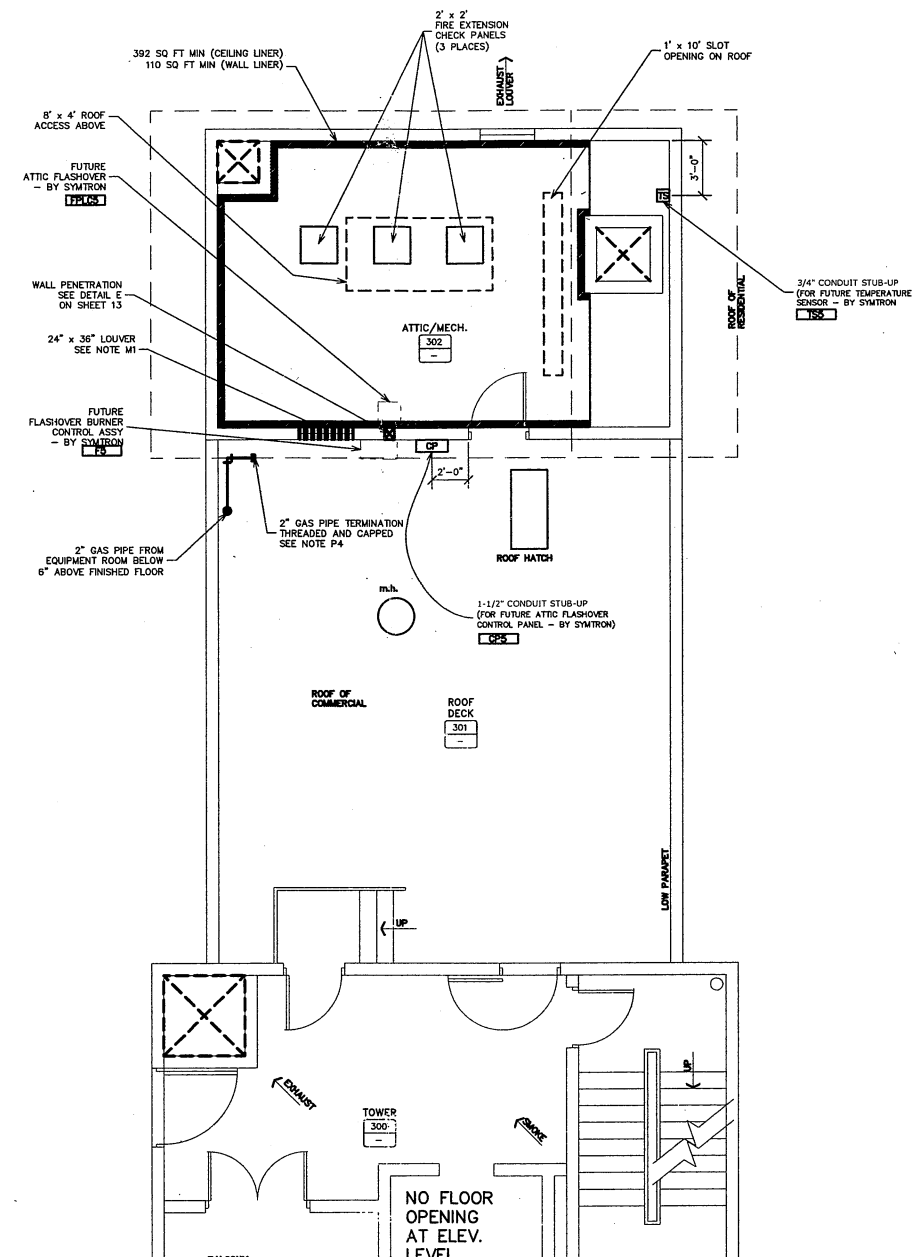 2' x 2'
FIRE EXTENSION
CHECK PANELS
(3 PLACES)
392 SQ FT MIN (CEILING LINER)
110 SQ FT MIN (WALL LINER)
EXHAUST
LOUVER
1' x 10' SLOT
OPENING ON ROOF
8' x 4' ROOF
ACCESS ABOVE
FUTURE
ATTIC FLASHOVER
- BY SYMTRON
FPLC5
3'-0"
TS
WALL PENETRATION
SEE DETAIL E
ON SHEET 13
3/4" CONDUIT STUB-UP
(FOR FUTURE TEMPERATURE
SENSOR - BY SYMTRON
TS5
ROOF OF
RESIDENTIAL
24" x 36" LOUVER
SEE NOTE M1
ATTIC/MECH.
302
-
FUTURE
FLASHOVER BURNER
CONTROL ASSY
- BY SYMTRON
F5
CP
2'-0"
2" GAS PIPE TERMINATION
THREADED AND CAPPED
SEE NOTE P4
2" GAS PIPE FROM
EQUIPMENT ROOM BELOW
6" ABOVE FINISHED FLOOR
ROOF HATCH
m.h.
1-1/2" CONDUIT STUB-UP
(FOR FUTURE ATTIC FLASHOVER
CONTROL PANEL - BY SYMTRON)
CP5
ROOF OF
COMMERCIAL
ROOF
DECK
301
-
LOW PARAPET
UP
UP
EXHAUST
TOWER
300
-
SMOKE
NO FLOOR
OPENING
AT ELEV.
LEVEL